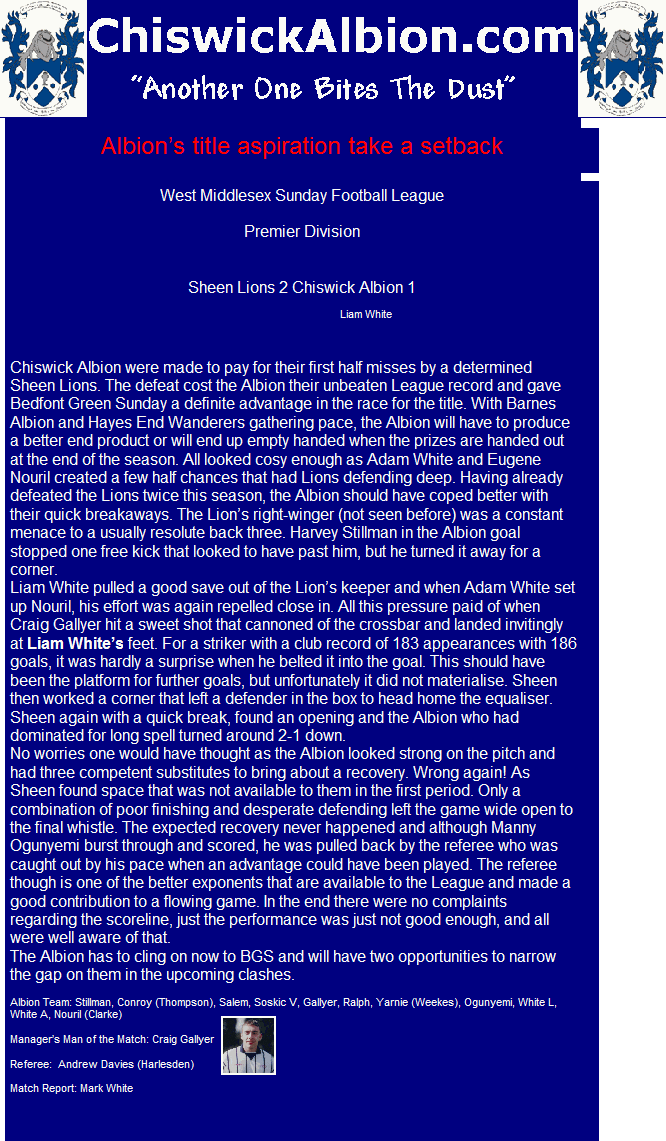 ChiswickAlbion.com
“Another One Bites The Dust”
Albion’s title aspiration take a setback
West Middlesex Sunday Football League
Premier Division
Sheen Lions 2 Chiswick Albion 1
Liam White
Chiswick Albion were made to pay for their first half misses by a determined
Sheen Lions. The defeat cost the Albion their unbeaten League record and gave
Bedfont Green Sunday a definite advantage in the race for the title. With Barnes
Albion and Hayes End Wanderers gathering pace, the Albion will have to produce
a better end product or will end up empty handed when the prizes are handed out
at the end of the season. All looked cosy enough as Adam White and Eugene
Nouril created a few half chances that had Lions defending deep. Having already
defeated the Lions twice this season, the Albion should have coped better with
their quick breakaways. The Lion’s right-winger (not seen before) was a constant
menace to a usually resolute back three. Harvey Stillman in the Albion goal
stopped one free kick that looked to have past him, but he turned it away for a
corner.
Liam White pulled a good save out of the Lion’s keeper and when Adam White set
up Nouril, his effort was again repelled close in. All this pressure paid of when
Craig Gallyer hit a sweet shot that cannoned of the crossbar and landed invitingly
at Liam White’s feet. For a striker with a club record of 183 appearances with 186
goals, it was hardly a surprise when he belted it into the goal. This should have
been the platform for further goals, but unfortunately it did not materialise. Sheen
then worked a corner that left a defender in the box to head home the equaliser.
Sheen again with a quick break, found an opening and the Albion who had
dominated for long spell turned around 2-1 down.
No worries one would have thought as the Albion looked strong on the pitch and
had three competent substitutes to bring about a recovery. Wrong again! As
Sheen found space that was not available to them in the first period. Only a
combination of poor finishing and desperate defending left the game wide open to
the final whistle. The expected recovery never happened and although Manny
Ogunyemi burst through and scored, he was pulled back by the referee who was
caught out by his pace when an advantage could have been played. The referee
though is one of the better exponents that are available to the League and made a
good contribution to a flowing game. In the end there were no complaints
regarding the scoreline, just the performance was just not good enough, and all
were well aware of that.
The Albion has to cling on now to BGS and will have two opportunities to narrow
the gap on them in the upcoming clashes.
Albion Team: Stillman, Conroy (Thompson), Salem, Soskic V, Gallyer, Ralph, Yarnie (Weekes), Ogunyemi, White L,
White A, Nouril (Clarke)
Manager’s Man of the Match: Craig Gallyer
Referee: Andrew Davies (Harlesden)
Match Report: Mark White